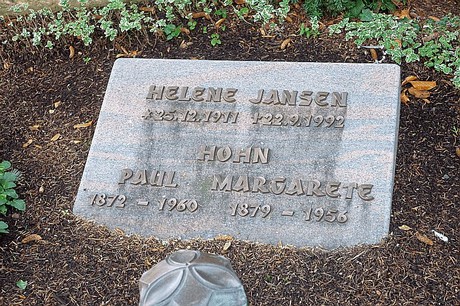 HELENE JANSEN
*25.12.1911 †22.9.1992
HOHN
PAUL MARGARETE
1872 - 1960 1879 - 1956